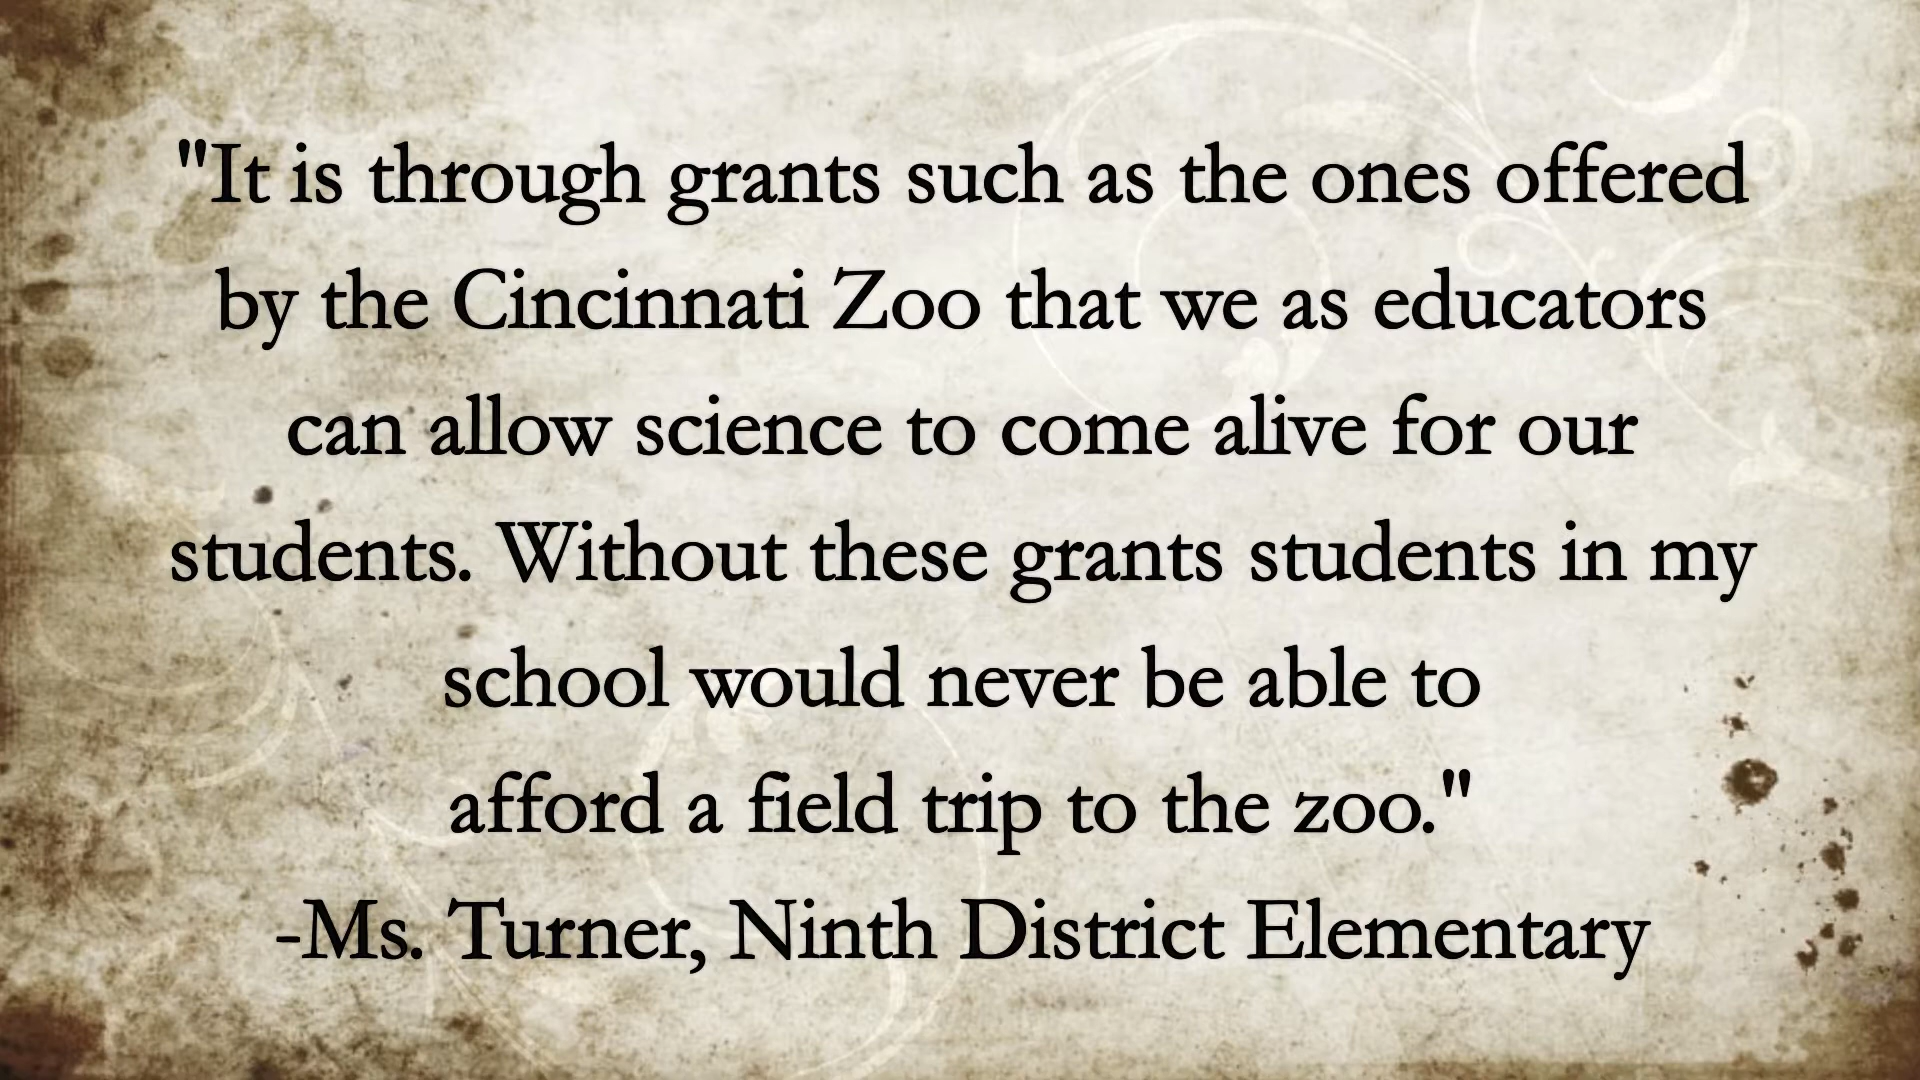 "It is through grants such as the ones offered
by the Cincinnati Zoo that we as educators
can allow science to come alive for our
students. Without these grants students in my
school would never be able to
afford a field trip to the zoo."
-Ms. Turner, Ninth District Elementary